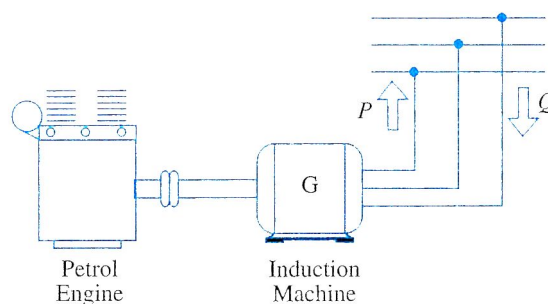 P
Q
G
Petrol
Engine
Induction
Machine